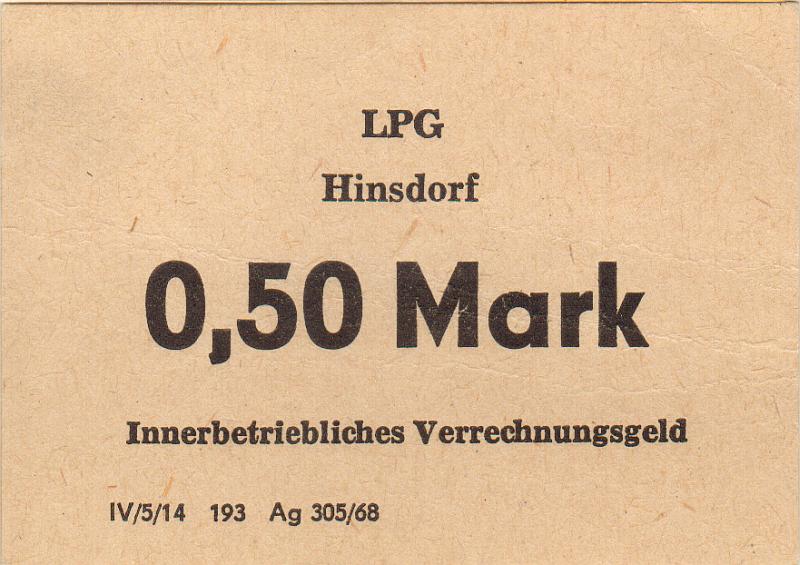 LPG
Hinsdorf
0,50 Mark
Innerbetriebliches Verrechnungsgeld
IV/5/14 193 Ag 305/68